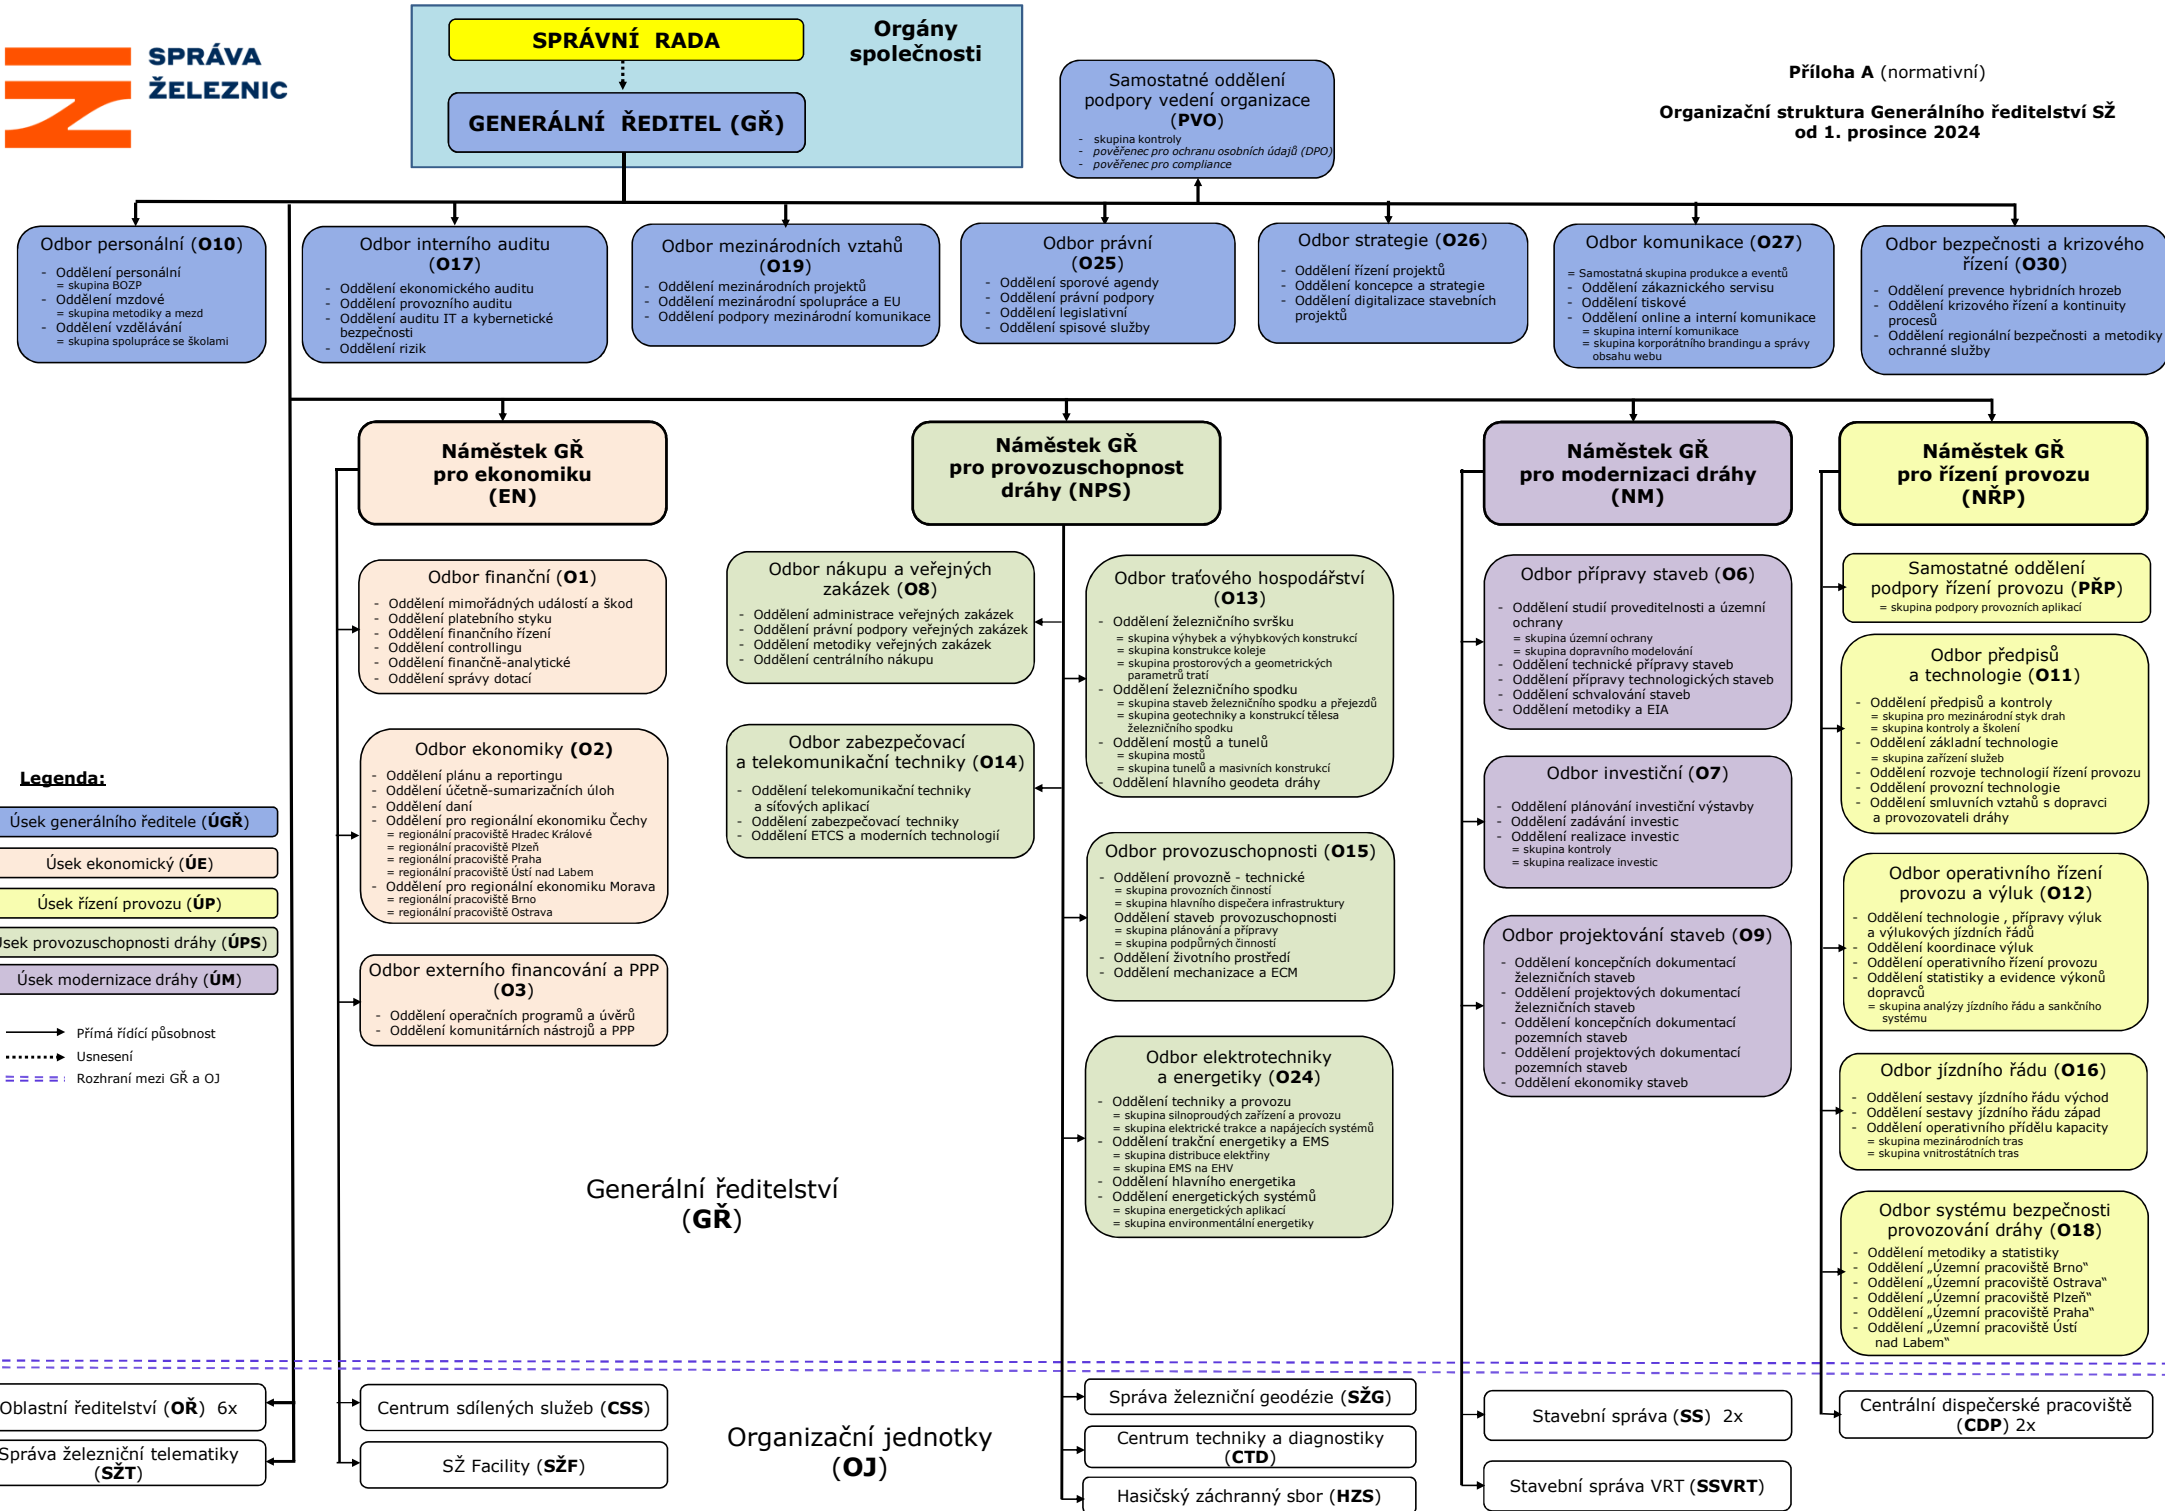 SPRÁVA
ŽELEZNIC
SPRÁVNÍ RADA
Orgány
společnosti
GENERÁLNÍ ŘEDITEL (GŘ)
Samostatné oddělení
podpory vedení organizace
(PVO)
- skupina kontroly
- pověřenec pro ochranu osobních údajů (DPO)
- pověřenec pro compliance
Příloha A (normativní)
Organizační struktura Generálního ředitelství SŽ
od 1. prosince 2024
Odbor personální (O10)
- Oddělení personální
= skupina BOZP
- Oddělení mzdové
= skupina metodiky a mezd
- Oddělení vzdělávání
= skupina spolupráce se školami
Odbor interního auditu
(O17)
- Oddělení ekonomického auditu
- Oddělení provozního auditu
- Oddělení auditu IT a kybernetické
bezpečnosti
- Oddělení rizik
Odbor mezinárodních vztahů
(O19)
- Oddělení mezinárodních projektů
- Oddělení mezinárodní spolupráce a EU
- Oddělení podpory mezinárodní komunikace
Odbor právní
(O25)
- Oddělení sporové agendy
- Oddělení právní podpory
- Oddělení legislativní
- Oddělení spisové služby
Odbor strategie (O26)
- Oddělení řízení projektů
- Oddělení koncepce a strategie
- Oddělení digitalizace stavebních
projektů
Odbor komunikace (O27)
= Samostatná skupina produkce a eventů
- Oddělení zákaznického servisu
- Oddělení tiskové
- Oddělení online a interní komunikace
= skupina interní komunikace
= skupina korporátního brandingu a správy
obsahu webu
Odbor bezpečnosti a krizového
řízení (O30)
- Oddělení prevence hybridních hrozeb
- Oddělení krizového řízení a kontinuity
procesů
- Oddělení regionální bezpečnosti a metodiky
ochranné služby
Náměstek GŘ
pro ekonomiku
(EN)
Náměstek GŘ
pro provozuschopnost
dráhy (NPS)
Náměstek GŘ
pro modernizaci dráhy
(NM)
Náměstek GŘ
pro řízení provozu
(NŘP)
Odbor finanční (O1)
- Oddělení mimořádných událostí a škod
- Oddělení platebního styku
- Oddělení finančního řízení
- Oddělení controllingu
- Oddělení finančně-analytické
- Oddělení správy dotací
Odbor ekonomiky (O2)
- Oddělení plánu a reportingu
- Oddělení účetně-sumarizačních úloh
- Oddělení daní
- Oddělení pro regionální ekonomiku Čechy
= regionální pracoviště Hradec Králové
= regionální pracoviště Plzeň
= regionální pracoviště Praha
= regionální pracoviště Ústí nad Labem
- Oddělení pro regionální ekonomiku Morava
= regionální pracoviště Brno
= regionální pracoviště Ostrava
Odbor externího financování a PPP
(O3)
- Oddělení operačních programů a úvěrů
- Oddělení komunitárních nástrojů a PPP
Odbor nákupu a veřejných
zakázek (O8)
- Oddělení administrace veřejných zakázek
- Oddělení právní podpory veřejných zakázek
- Oddělení metodiky veřejných zakázek
- Oddělení centrálního nákupu
Odbor zabezpečovací
a telekomunikační techniky (O14)
- Oddělení telekomunikační techniky
a síťových aplikací
- Oddělení zabezpečovací techniky
- Oddělení ETCS a moderních technologií
Odbor traťového hospodářství
(O13)
- Oddělení železničního svršku
= skupina výhybek a výhybkových konstrukcí
= skupina konstrukce koleje
= skupina prostorových a geometrických
parametrů tratí
- Oddělení železničního spodku
= skupina staveb železničního spodku a přejezdů
= skupina geotechniky a konstrukcí tělesa
železničního spodku
- Oddělení mostů a tunelů
= skupina mostů
= skupina tunelů a masivních konstrukcí
- Oddělení hlavního geodeta dráhy
Odbor provozuschopnosti (O15)
- Oddělení provozně - technické
= skupina provozních činností
= skupina hlavního dispečera infrastruktury
Oddělení staveb provozuschopnosti
= skupina plánování a přípravy
= skupina podpůrných činností
- Oddělení životního prostředí
- Oddělení mechanizace a ECM
Odbor elektrotechniky
a energetiky (O24)
- Oddělení techniky a provozu
= skupina silnoproudých zařízení a provozu
= skupina elektrické trakce a napájecích systémů
- Oddělení trakční energetiky a EMS
= skupina distribuce elektřiny
= skupina EMS na EHV
- Oddělení hlavního energetika
- Oddělení energetických systémů
= skupina energetických aplikací
= skupina environmentální energetiky
Odbor přípravy staveb (O6)
- Oddělení studií proveditelnosti a územní
ochrany
= skupina územní ochrany
= skupina dopravního modelování
- Oddělení technické přípravy staveb
- Oddělení přípravy technologických staveb
- Oddělení schvalování staveb
- Oddělení metodiky a EIA
Odbor investiční (O7)
- Oddělení plánování investiční výstavby
- Oddělení zadávání investic
- Oddělení realizace investic
= skupina kontroly
= skupina realizace investic
Odbor projektování staveb (O9)
- Oddělení koncepčních dokumentací
železničních staveb
- Oddělení projektových dokumentací
železničních staveb
- Oddělení koncepčních dokumentací
pozemních staveb
- Oddělení projektových dokumentací
pozemních staveb
- Oddělení ekonomiky staveb
Samostatné oddělení
podpory řízení provozu (PŘP)
= skupina podpory provozních aplikací
Odbor předpisů
a technologie (O11)
- Oddělení předpisů a kontroly
= skupina pro mezinárodní styk drah
= skupina kontroly a školení
- Oddělení základní technologie
= skupina zařízení služeb
- Oddělení rozvoje technologií řízení provozu
- Oddělení provozní technologie
- Oddělení smluvních vztahů s dopravci
a provozovateli dráhy
Odbor operativního řízení
provozu a výluk (O12)
- Oddělení technologie , přípravy výluk
a výlukových jízdních řádů
- Oddělení koordinace výluk
- Oddělení operativního řízení provozu
- Oddělení statistiky a evidence výkonů
dopravců
= skupina analýzy jízdního řádu a sankčního
systému
Odbor jízdního řádu (O16)
- Oddělení sestavy jízdního řádu východ
- Oddělení sestavy jízdního řádu západ
- Oddělení operativního přídělu kapacity
= skupina mezinárodních tras
= skupina vnitrostátních tras
Odbor systému bezpečnosti
provozování dráhy (O18)
- Oddělení metodiky a statistiky
- Oddělení „Územní pracoviště Brno“
- Oddělení „Územní pracoviště Ostrava“
- Oddělení „Územní pracoviště Plzeň“
- Oddělení „Územní pracoviště Praha“
- Oddělení „Územní pracoviště Ústí
nad Labem“
Legenda:
Úsek generálního ředitele (ÚGŘ)
Úsek ekonomický (ÚE)
Úsek řízení provozu (ÚP)
Úsek provozuschopnosti dráhy (ÚPS)
Úsek modernizace dráhy (ÚM)
Přímá řídící působnost
Usnesení
Rozhraní mezi GŘ a OJ
Generální ředitelství
(GŘ)
Oblastní ředitelství (OŘ) 6x
Správa železniční telematiky
(SŽT)
Centrum sdílených služeb (CSS)
SŽ Facility (SŽF)
Organizační jednotky
(OJ)
Správa železniční geodézie (SŽG)
Centrum techniky a diagnostiky
(CTD)
Hasičský záchranný sbor (HZS)
Stavební správa (SS) 2x
Stavební správa VRT (SSVRT)
Centrální dispečerské pracoviště
(CDP) 2x